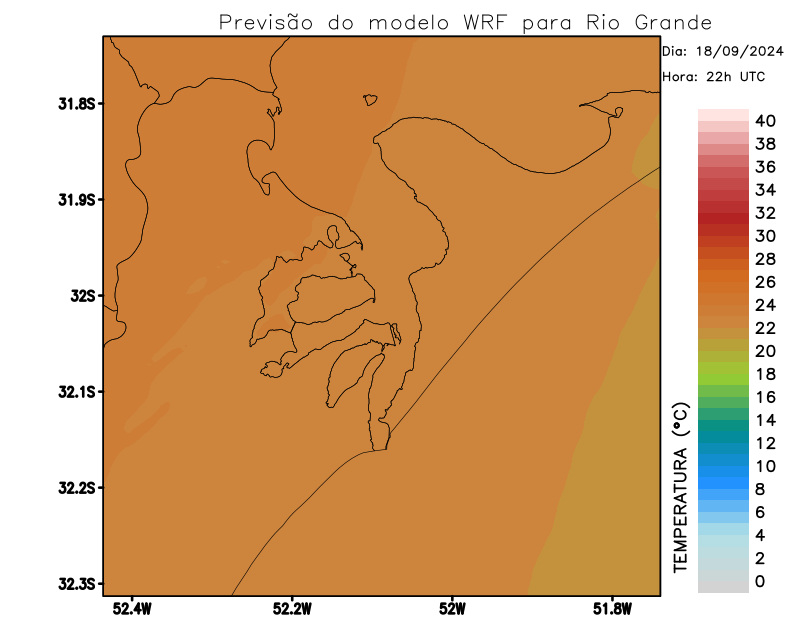 Previsão do modelo WRF para Rio Grande
Dia: 18/09/2024
Hora: 22h UTC
31.8S
31.9S
32S
32.1S
32.2S
32.3S
52.4W
52.2W
52W
51.8W
TEMPERATURA (°C)
40
38
36
34
32
30
28
26
24
22
20
18
16
14
12
10
8
6
4
2
0